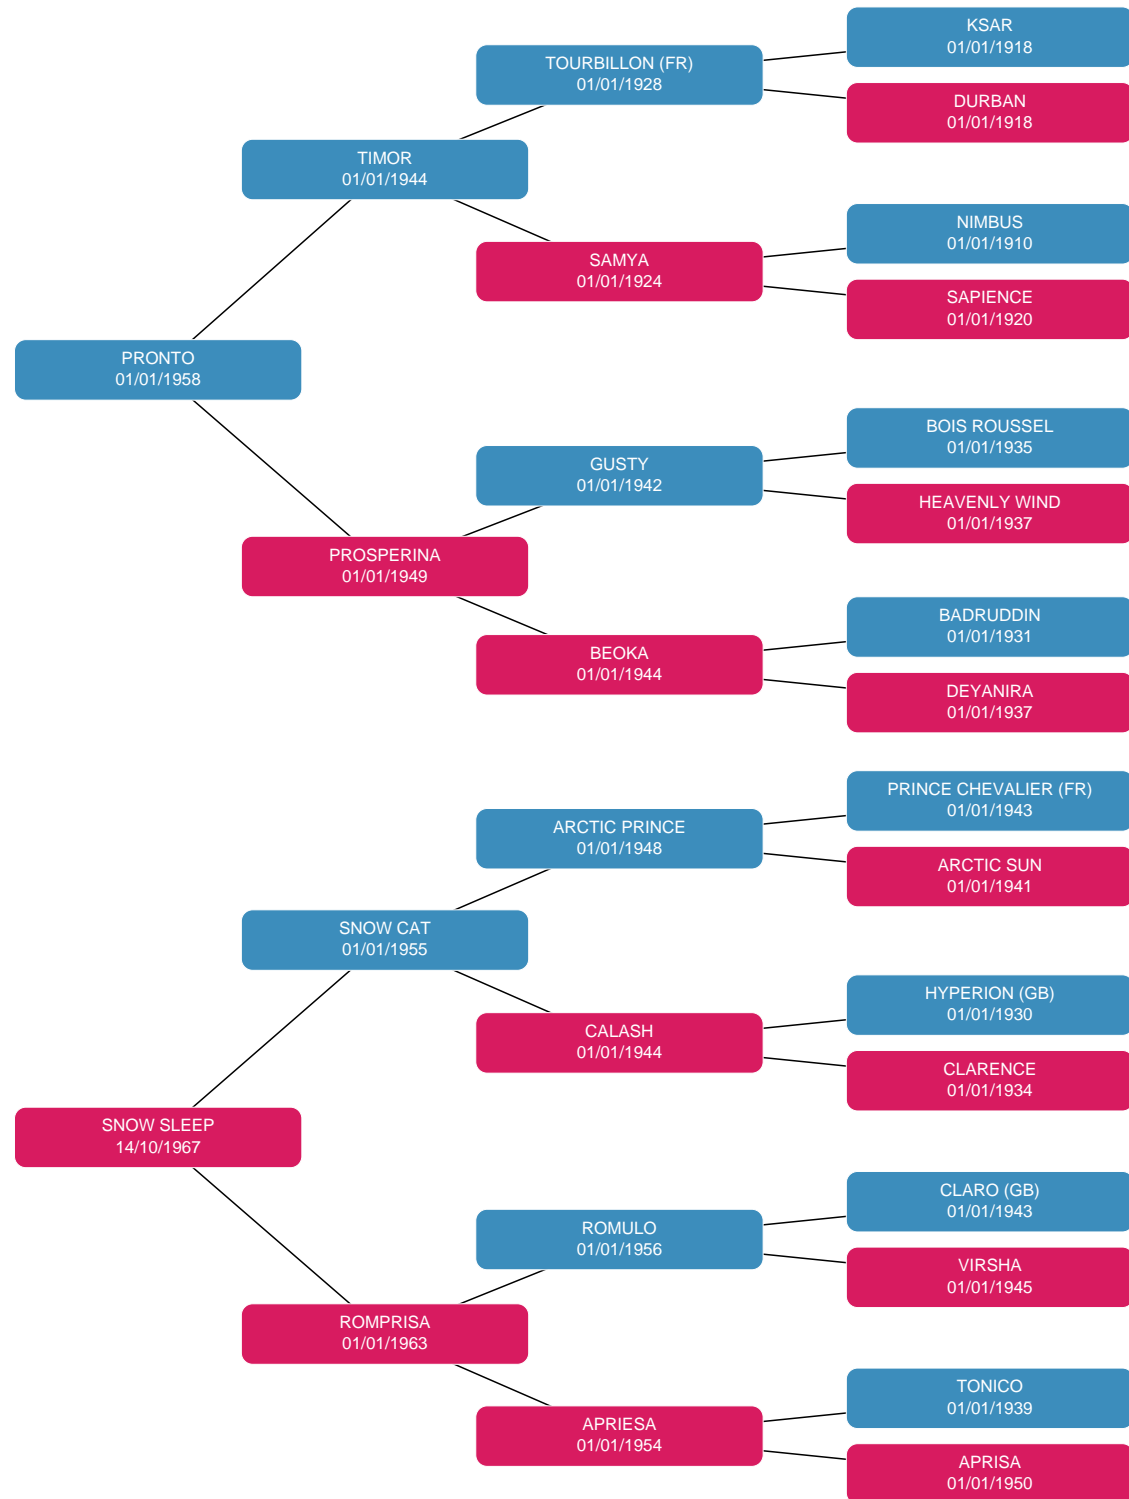 KSAR
01/01/1918
TOURBILLON (FR)
01/01/1928
DURBAN
01/01/1918
TIMOR
01/01/1944
NIMBUS
01/01/1910
SAMYA
01/01/1924
SAPIENCE
01/01/1920
PRONTO
01/01/1958
BOIS ROUSSEL
01/01/1935
GUSTY
01/01/1942
HEAVENLY WIND
01/01/1937
PROSPERINA
01/01/1949
BADRUDDIN
01/01/1931
BEOKA
01/01/1944
DEYANIRA
01/01/1937
PRINCE CHEVALIER (FR)
01/01/1943
ARCTIC PRINCE
01/01/1948
ARCTIC SUN
01/01/1941
SNOW CAT
01/01/1955
HYPERION (GB)
01/01/1930
CALASH
01/01/1944
CLARENCE
01/01/1934
SNOW SLEEP
14/10/1967
CLARO (GB)
01/01/1943
ROMULO
01/01/1956
VIRSHA
01/01/1945
ROMPRISA
01/01/1963
TONICO
01/01/1939
APRIESA
01/01/1954
APRISA
01/01/1950